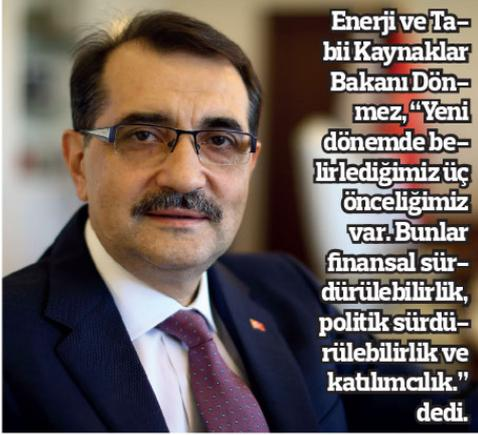 Enerji ve Ta-
bii Kaynaklar
Bakanı Dön-
mez, “Yeni
dönemde be-
lirlediğimiz üç
önceliğimiz
var. Bunlar
finansal sür-
dürülebilirlik,
politik sürdü-
rülebilirlik ve
katılımcılık.”
dedi.